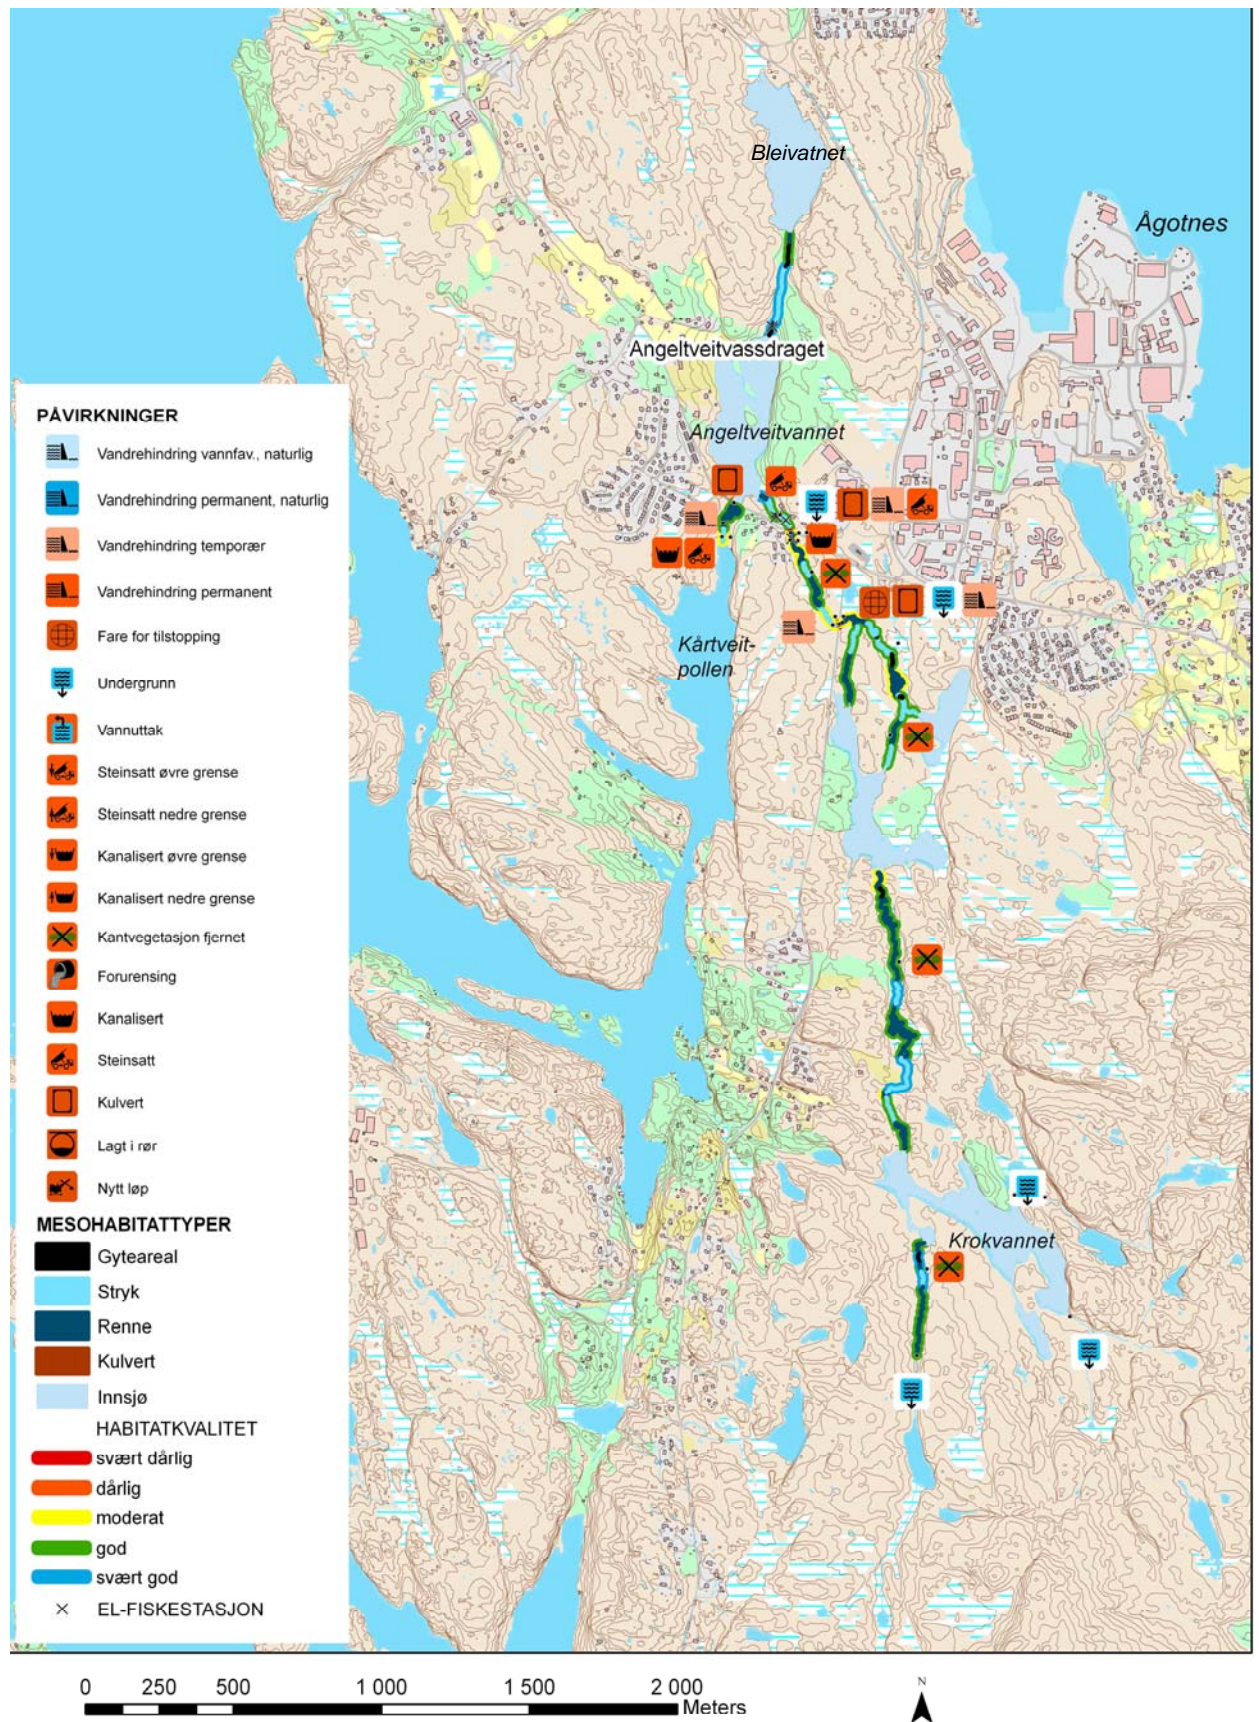 Bleivatnet
Ågotnes
Angeltveitvassdraget
Angeltveitvannet
Kårtveit-
pollen
Krokvannet
PÅVIRKNINGER
Vandrehindring vannfav., naturlig
Vandrehindring permanent, naturlig
Vandrehindring temporær
Vandrehindring permanent
Fare for tilstopping
Undergrunn
Vannuttak
Steinsatt øvre grense
Steinsatt nedre grense
Kanalisert øvre grense
Kanalisert nedre grense
Kantvegetasjon fjernet
Forurensing
Kanalisert
Steinsatt
Kulvert
Lagt i rør
Nytt løp
MESOHABITATTYPER
Gyteareal
Stryk
Renne
Kulvert
Innsjø
HABITATKVALITET
svært dårlig
dårlig
moderat
god
svært god
EL-FISKESTASJON
0 250 500 1 000 1 500 2 000
Meters
N